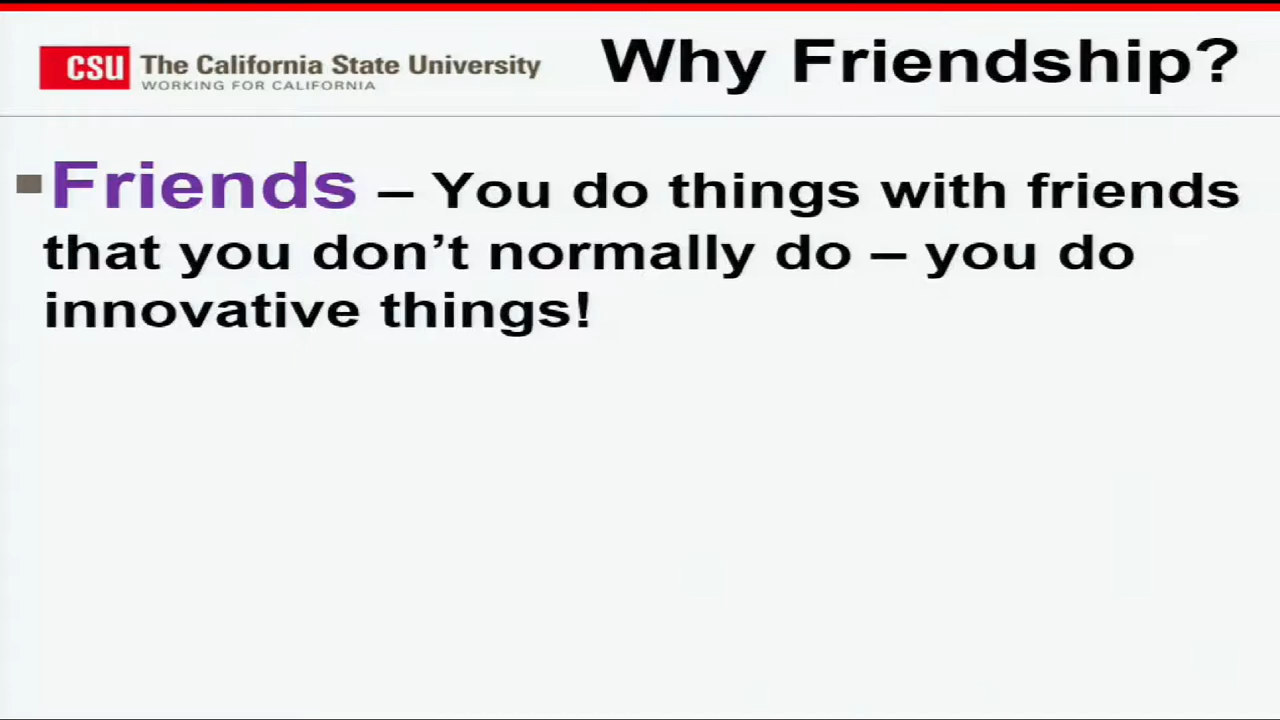 CSU The California State University
WORKING FOR CALIFORNIA
Why Friendship?
▪Friends – You do things with friends
that you don’t normally do – you do
innovative things!